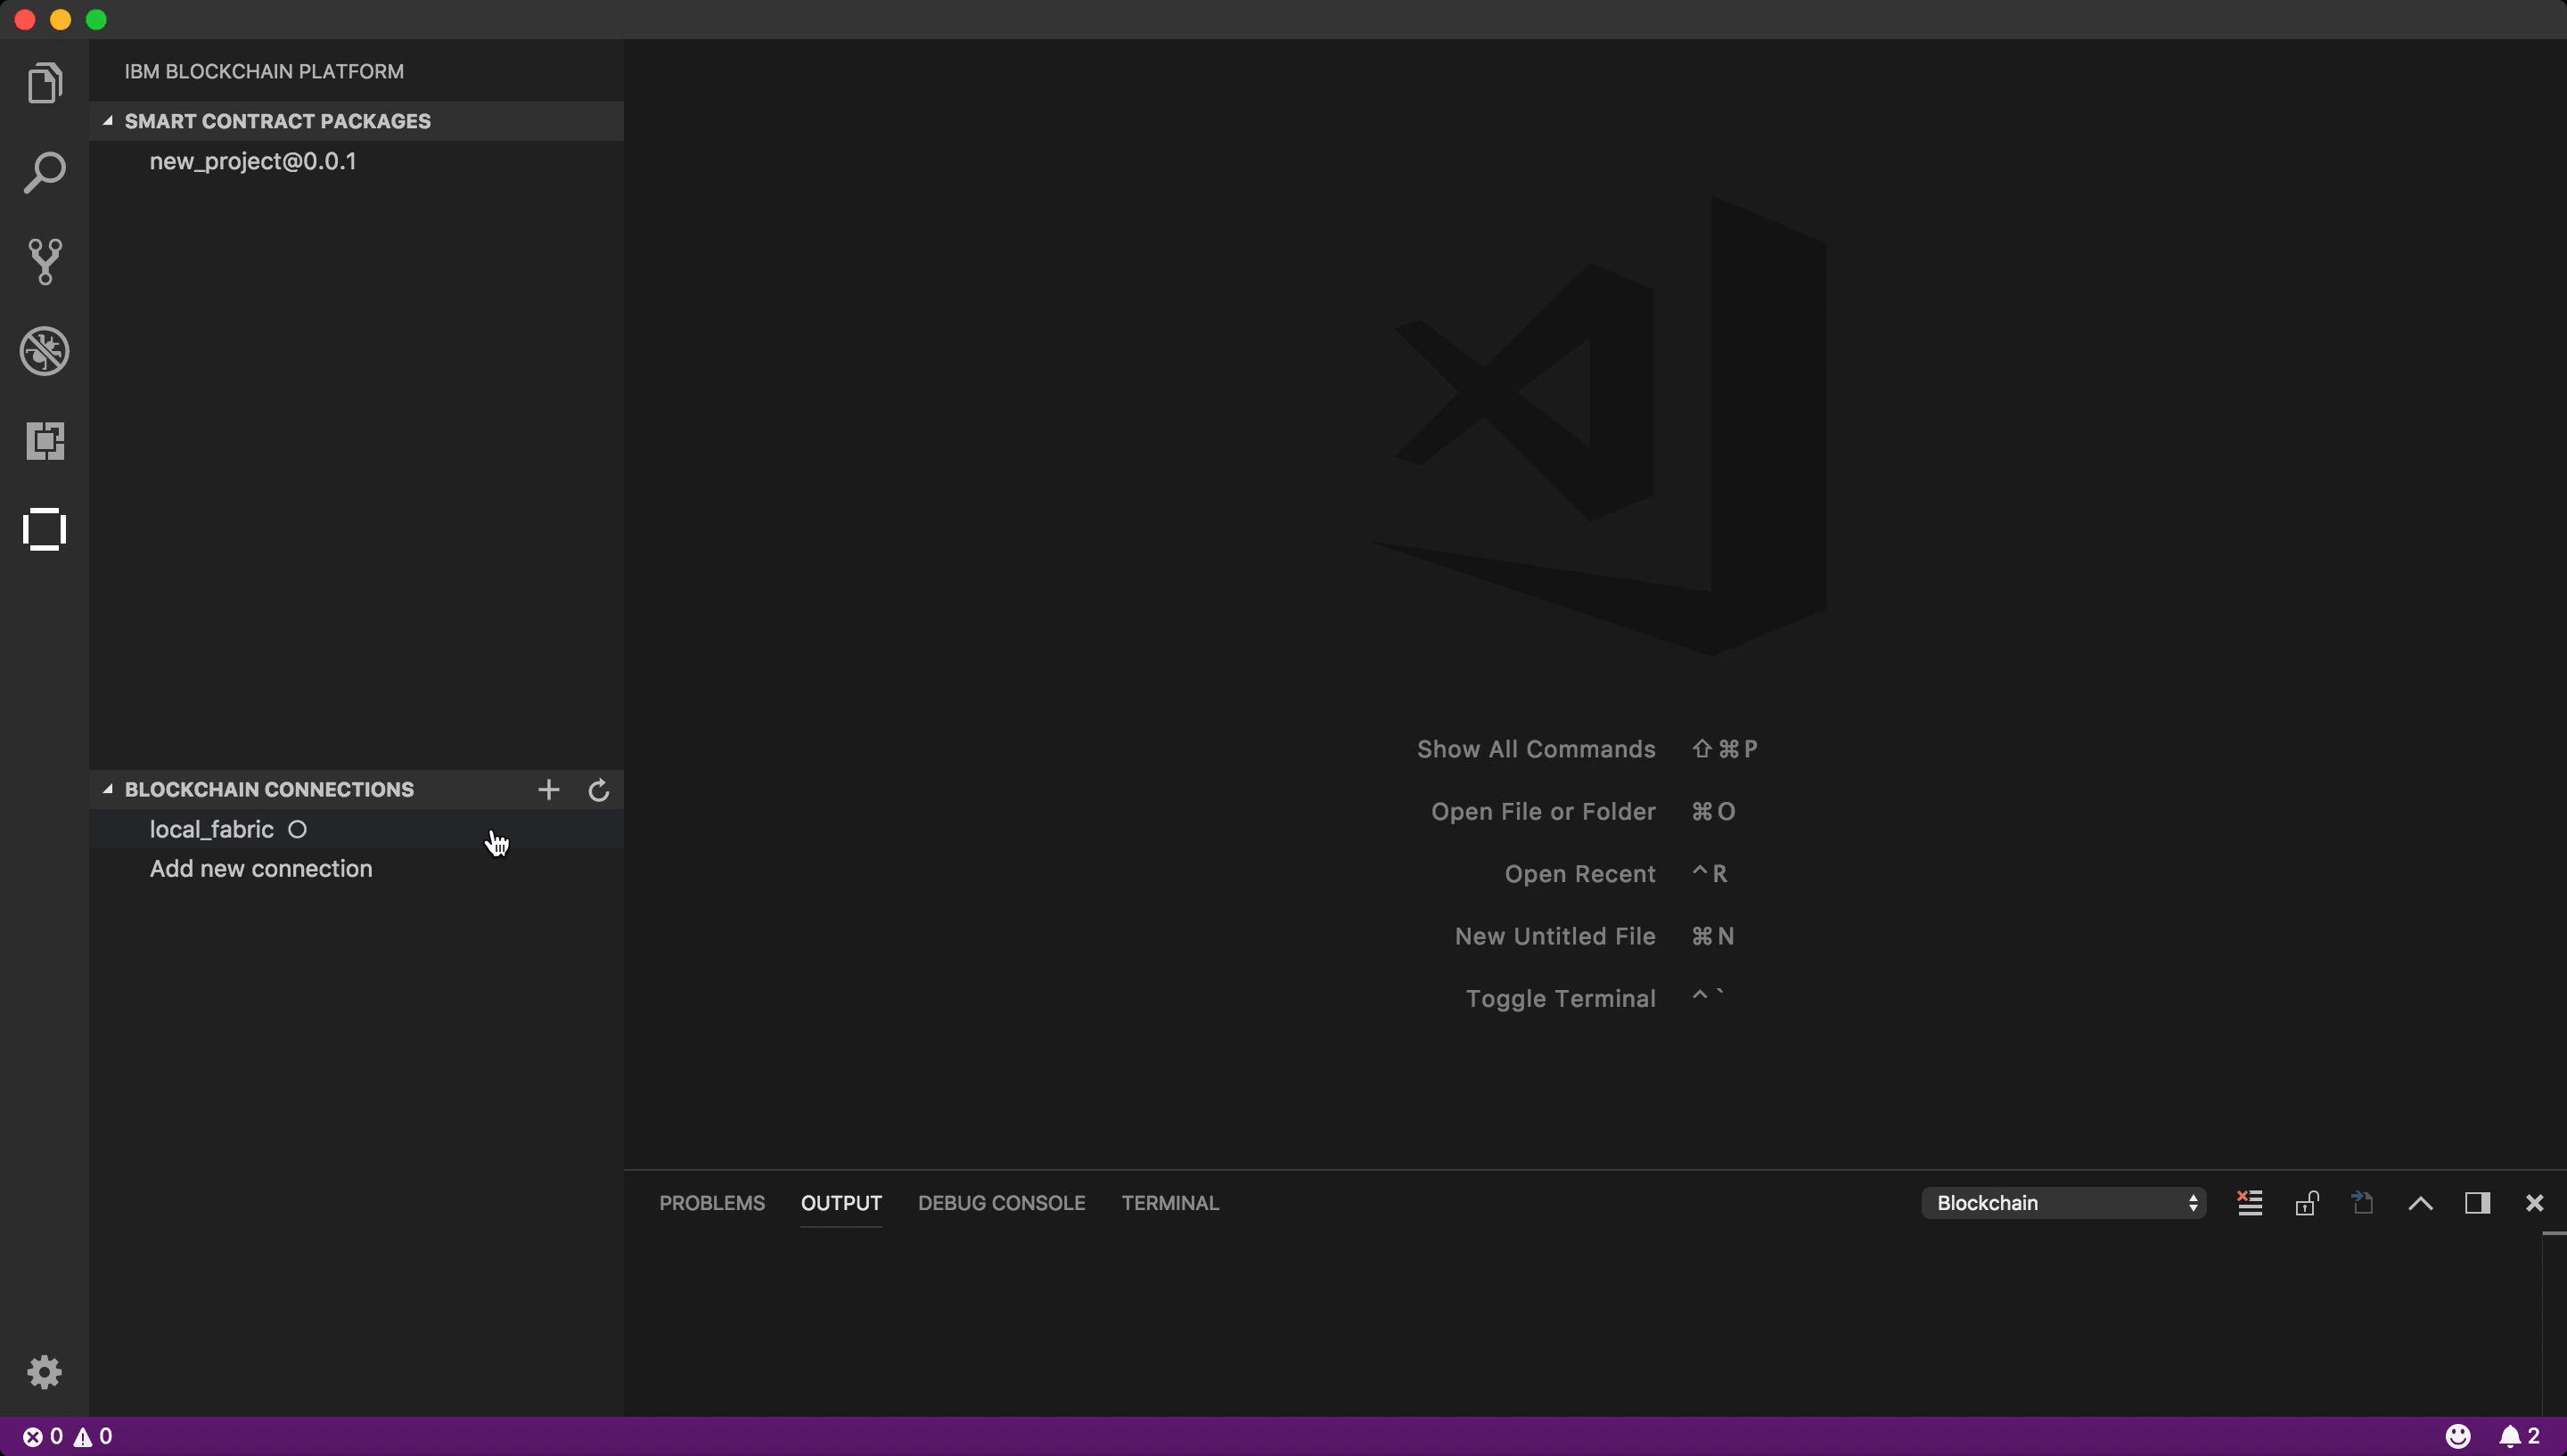 IBM BLOCKCHAIN PLATFORM
SMART CONTRACT PACKAGES
new_project@0.0.1
BLOCKCHAIN CONNECTIONS
local_fabric
Add new connection
Show All Commands ⇧⌘P
Open File or Folder ⌘O
Open Recent ^R
New Untitled File ⌘N
Toggle Terminal ^`
PROBLEMS OUTPUT DEBUG CONSOLE TERMINAL Blockchain
0 0 2